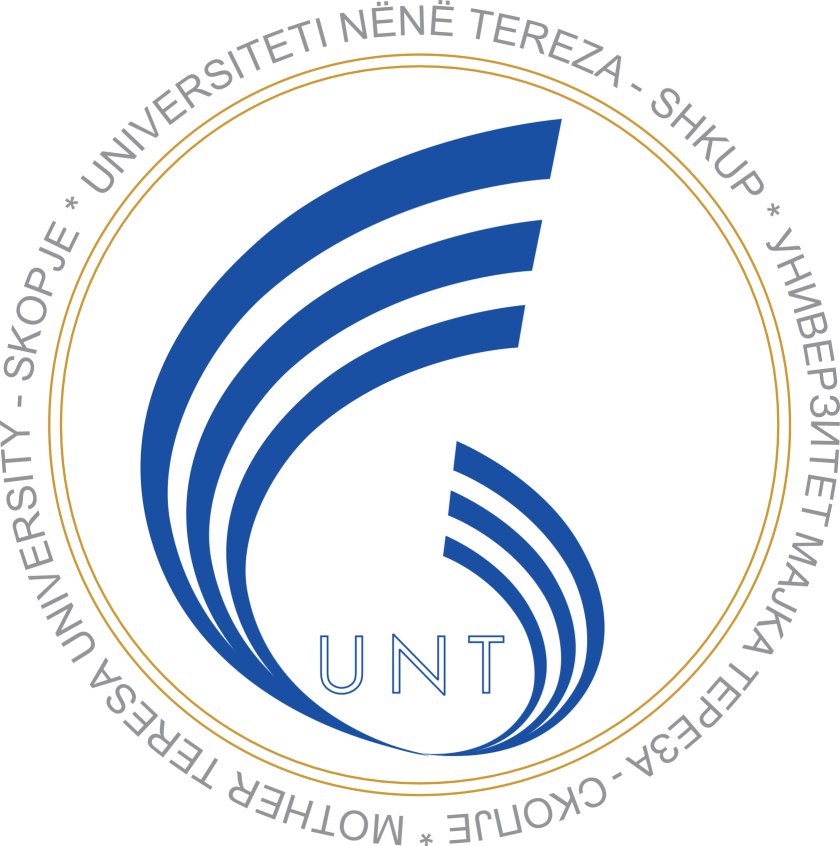 UNIVERSITETI NËNË TEREZA - SHKUP *
УНИВЕРЗИТЕТ МАЈКА ТЕРЕЗА - СКОПЈЕ *
MOTHER TERESA UNIVERSITY - SKOPJE *
UNT